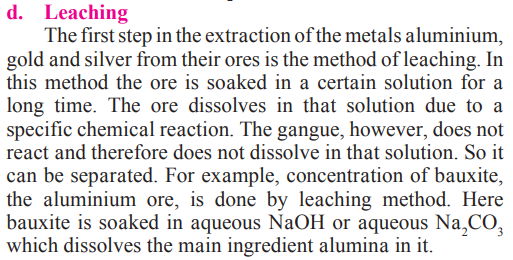 d. Leaching
The first step in the extraction of the metals aluminium,
gold and silver from their ores is the method of leaching. In
this method the ore is soaked in a certain solution for a
long time. The ore dissolves in that solution due to a
specific chemical reaction. The gangue, however, does not
react and therefore does not dissolve in that solution. So it
can be separated. For example, concentration of bauxite,
the aluminium ore, is done by leaching method. Here
bauxite is soaked in aqueous NaOH or aqueous Na₂CO₃
which dissolves the main ingredient alumina in it.